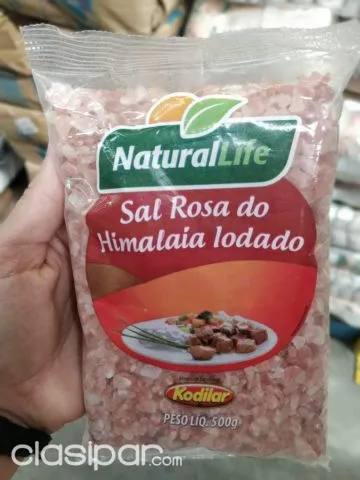 NaturalLife
Sal Rosa do
Himalaia Iodado
Kodilar
PESO LIQ. 500g
clasipar.com